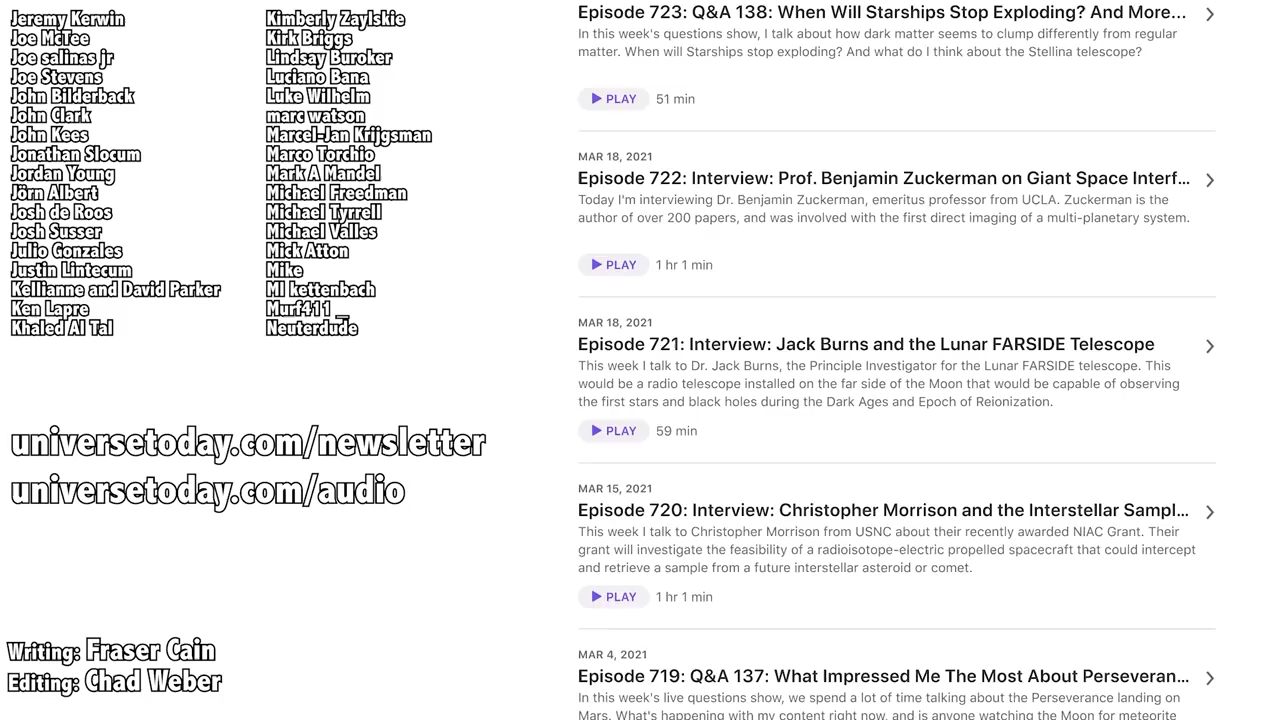 Jeremy Kerwin
Joe McTee
Joe salinas jr
Joe Stevens
John Bilderback
John Clark
John Kees
Jonathan Slocum
Jordan Young
Jörn Albert
Josh de Roos
Josh Susser
Julio Gonzales
Justin Lintecum
Kellianne and David Parker
Ken Lapre
Khaled Al Tal
Kimberly Zaylskie
Kirk Briggs
Lindsay Buroker
Luciano Bana
Luke Wilhelm
marc watson
Marcel-Jan Krijgsman
Marco Torchio
Mark A Mandel
Michael Freedman
Michael Tyrrell
Michael Valles
Mick Atton
Mike
Ml kettenbach
Murf411 _
Neuterdude
universetoday.com/newsletter
universetoday.com/audio
Writing: Fraser Cain
Editing: Chad Weber
Episode 723: Q&A 138: When Will Starships Stop Exploding? And More...
In this week's questions show, I talk about how dark matter seems to clump differently from regular
matter. When will Starships stop exploding? And what do I think about the Stellina telescope?
PLAY 51 min
MAR 18, 2021
Episode 722: Interview: Prof. Benjamin Zuckerman on Giant Space Interf...
Today I'm interviewing Dr. Benjamin Zuckerman, emeritus professor from UCLA. Zuckerman is the
author of over 200 papers, and was involved with the first direct imaging of a multi-planetary system.
PLAY 1 hr 1 min
MAR 18, 2021
Episode 721: Interview: Jack Burns and the Lunar FARSIDE Telescope
This week I talk to Dr. Jack Burns, the Principle Investigator for the Lunar FARSIDE telescope. This
would be a radio telescope installed on the far side of the Moon that would be capable of observing
the first stars and black holes during the Dark Ages and Epoch of Reionization.
PLAY 59 min
MAR 15, 2021
Episode 720: Interview: Christopher Morrison and the Interstellar Sampl...
This week I talk to Christopher Morrison from USNC about their recently awarded NIAC Grant. Their
grant will investigate the feasibility of a radioisotope-electric propelled spacecraft that could intercept
and retrieve a sample from a future interstellar asteroid or comet.
PLAY 1 hr 1 min
MAR 4, 2021
Episode 719: Q&A 137: What Impressed Me The Most About Perseveran...
In this week's live questions show, we spend a lot of time talking about the Perseverance landing on
Mars. What's happening with my content right now, and is anyone watching the Moon for meteorite